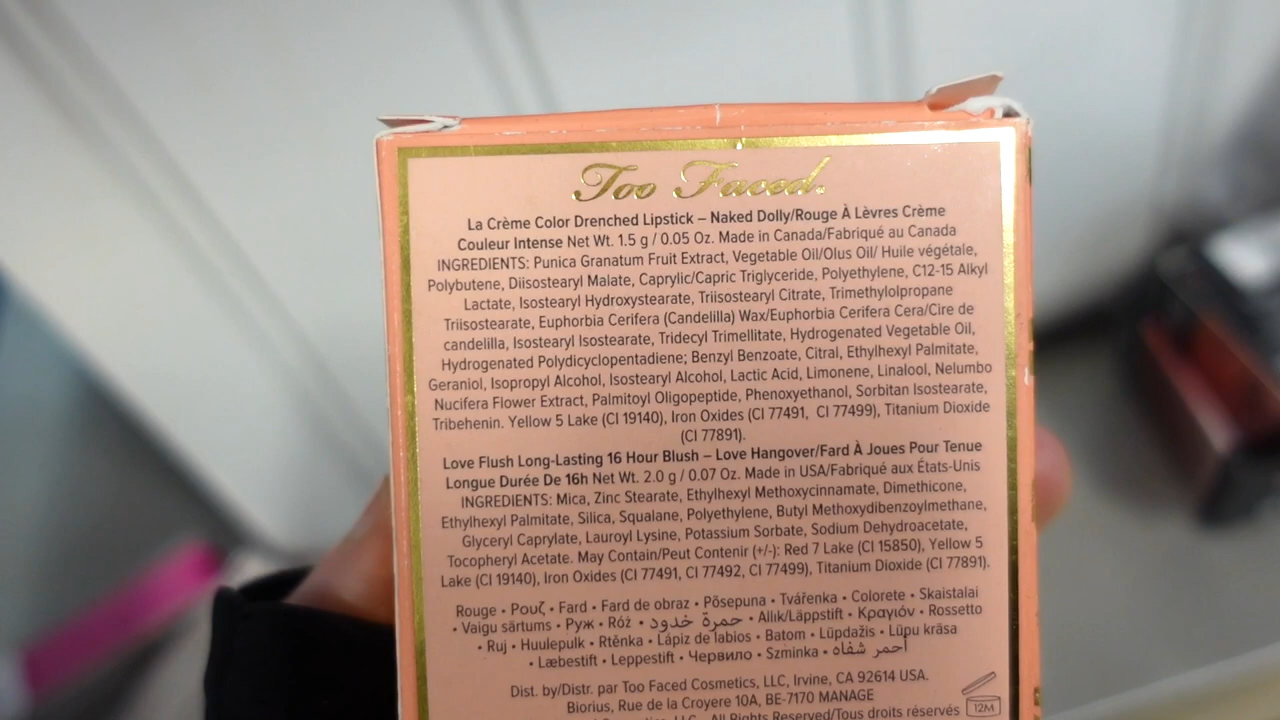 Too Faced.
La Crème Color Drenched Lipstick – Naked Dolly/Rouge À Lèvres Crème
Couleur Intense Net Wt. 1.5 g / 0.05 Oz. Made in Canada/Fabriqué au Canada
INGREDIENTS: Punica Granatum Fruit Extract, Vegetable Oil/Olus Oil/ Huile végétale,
Polybutene, Diisostearyl Malate, Caprylic/Capric Triglyceride, Polyethylene, C12-15 Alkyl
Lactate, Isostearyl Hydroxystearate, Triisostearyl Citrate, Trimethylolpropane
Triisostearate, Euphorbia Cerifera (Candelilla) Wax/Euphorbia Cerifera Cera/Cire de
candelilla, Isostearyl Isostearate, Tridecyl Trimellitate, Hydrogenated Vegetable Oil,
Hydrogenated Polydicyclopentadiene; Benzyl Benzoate, Citral, Ethylhexyl Palmitate,
Geraniol, Isopropyl Alcohol, Isostearyl Alcohol, Lactic Acid, Limonene, Linalool, Nelumbo
Nucifera Flower Extract, Palmitoyl Oligopeptide, Phenoxyethanol, Sorbitan Isostearate,
Tribehenin. Yellow 5 Lake (CI 19140), Iron Oxides (CI 77491, CI 77499), Titanium Dioxide
(CI 77891).
Love Flush Long-Lasting 16 Hour Blush – Love Hangover/Fard À Joues Pour Tenue
Longue Durée De 16h Net Wt. 2.0 g / 0.07 Oz. Made in USA/Fabriqué aux États-Unis
INGREDIENTS: Mica, Zinc Stearate, Ethylhexyl Methoxycinnamate, Dimethicone,
Ethylhexyl Palmitate, Silica, Squalane, Polyethylene, Butyl Methoxydibenzoylmethane,
Glyceryl Caprylate, Lauroyl Lysine, Potassium Sorbate, Sodium Dehydroacetate,
Tocopheryl Acetate. May Contain/Peut Contenir (+/-): Red 7 Lake (CI 15850), Yellow 5
Lake (CI 19140), Iron Oxides (CI 77491, CI 77492, CI 77499), Titanium Dioxide (CI 77891).
Rouge • Ρουζ • Fard • Fard de obraz • Põsepuna • Tvářenka • Colorete • Skaistalai
• Vaigu sārtums • Руж • Róż • حمرة خدود • Allık/Läppstift • Κραγιόν • Rossetto
• Ruj • Huulepulk • Rtěnka • Lápiz de labios • Batom • Lūpdažis • Lūpu krāsa
• Læbestift • Leppestift • Червило • Szminka • أحمر شفاه
Dist. by/Distr. par Too Faced Cosmetics, LLC, Irvine, CA 92614 USA.
Biorius, Rue de la Croyere 10A, BE-7170 MANAGE
Cosmetics, LLC All Rights Reserved/Tous droits réservés
12M